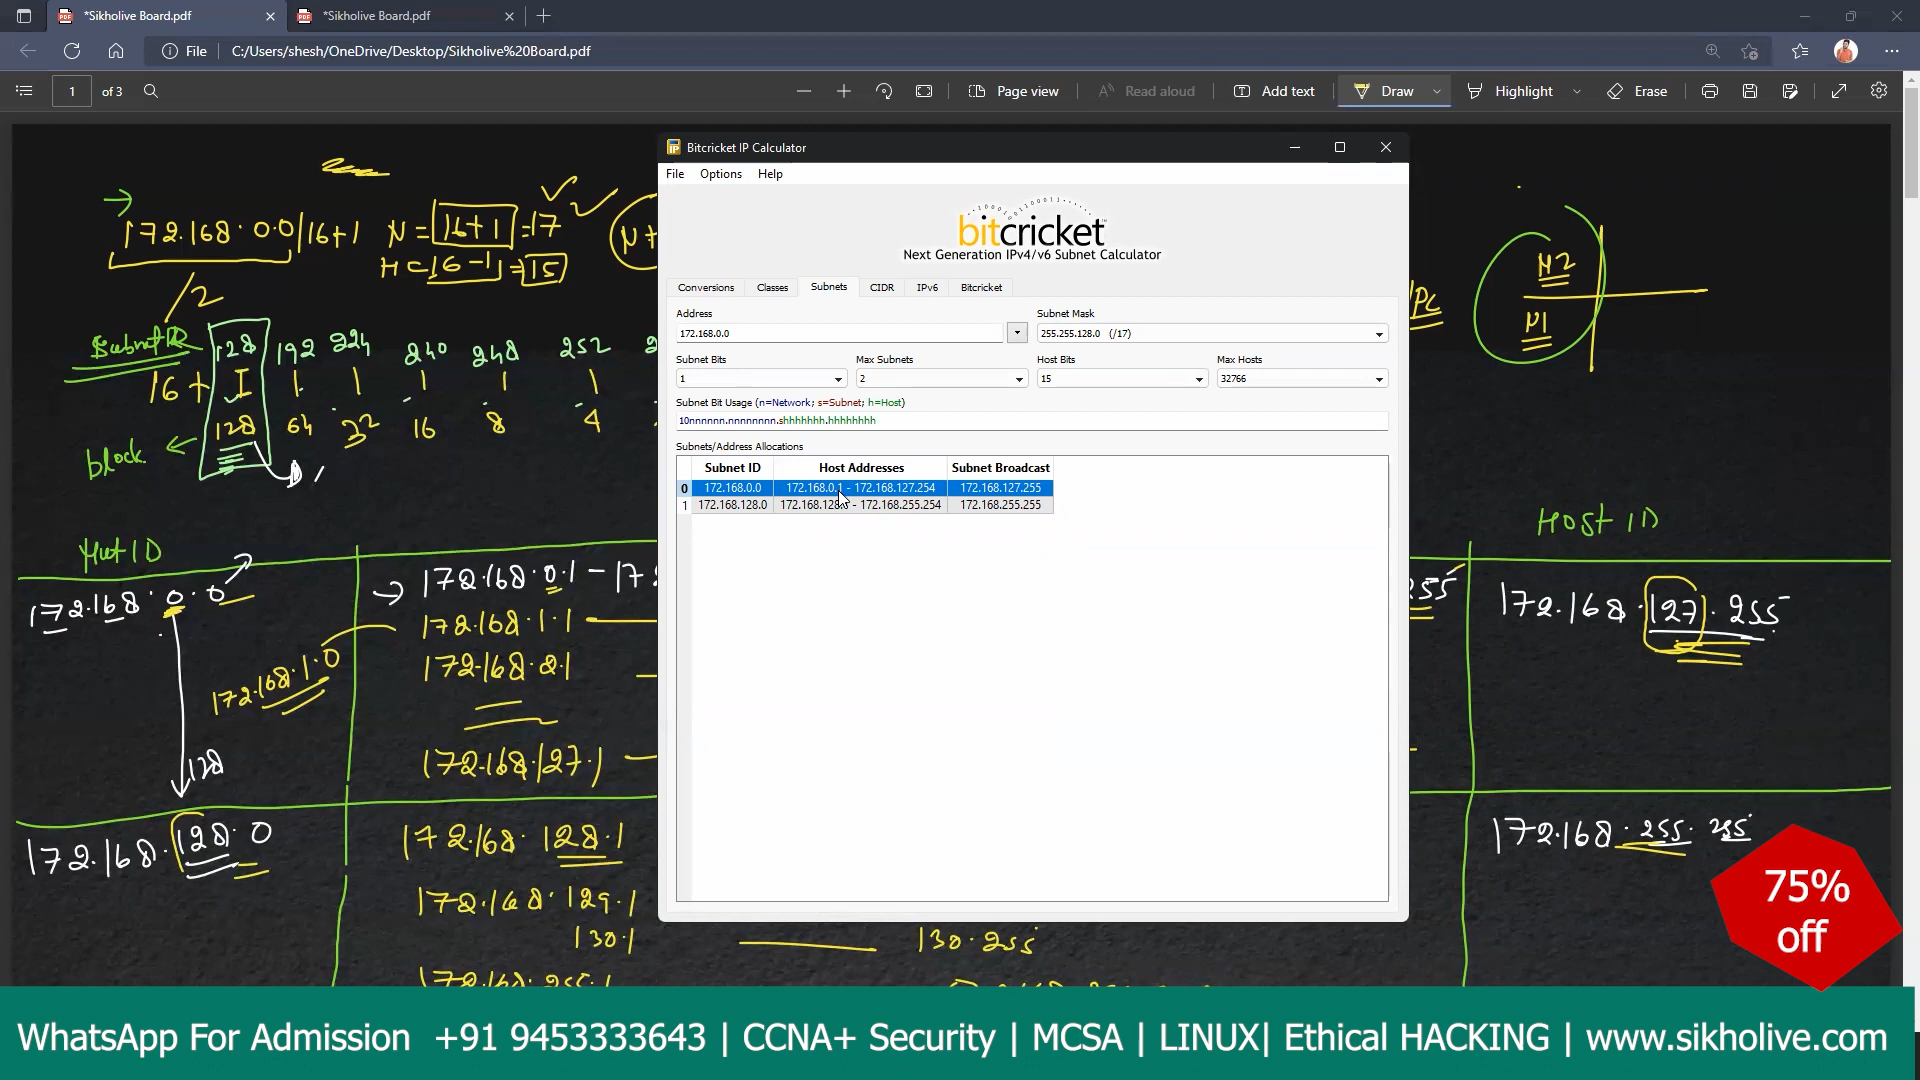 *Sikholive Board.pdf
*Sikholive Board.pdf
File C:/Users/shesh/OneDrive/Desktop/Sikholive%20Board.pdf
1 of 3 Page view Read aloud Add text Draw Highlight Erase
Bitcricket IP Calculator
File Options Help
bitcricket
Next Generation IPv4/v6 Subnet Calculator
Conversions Classes Subnets CIDR IPv6 Bitcricket
Address Subnet Mask
172.168.0.0 255.255.128.0 (/17)
Subnet Bits Max Subnets Host Bits Max Hosts
1 2 15 32766
Subnet Bit Usage (n=Network; s=Subnet; h=Host)
10nnnnnn.nnnnnnnn.shhhhhhh.hhhhhhhh
Subnets/Address Allocations
Subnet ID Host Addresses Subnet Broadcast
0 172.168.0.0 172.168.0.1 - 172.168.127.254 172.168.127.255
1 172.168.128.0 172.168.128. - 172.168.255.254 172.168.255.255
172.168.0.0/16+1 N = 16+1 = 17
H = 16-1 = 15
/2
Subnet ID 128 192 224 240 248 252
16+ 1 1 1 1 1 1
block 128 64 32 16 8 4
N2
N1
PC
172.168.0.0
172.168.1.0
128
172.168.128.0
172.168.0.1 - 17
172.168.1.1
172.168.2.1
172.168.127.1
172.168.128.1
172.168.129.1
130.1 130.255
172.168.255.1
Host ID
255
172.168.127.255
172.168.255.255
75%
off
WhatsApp For Admission +91 9453333643 | CCNA+ Security | MCSA | LINUX| Ethical HACKING | www.sikholive.com